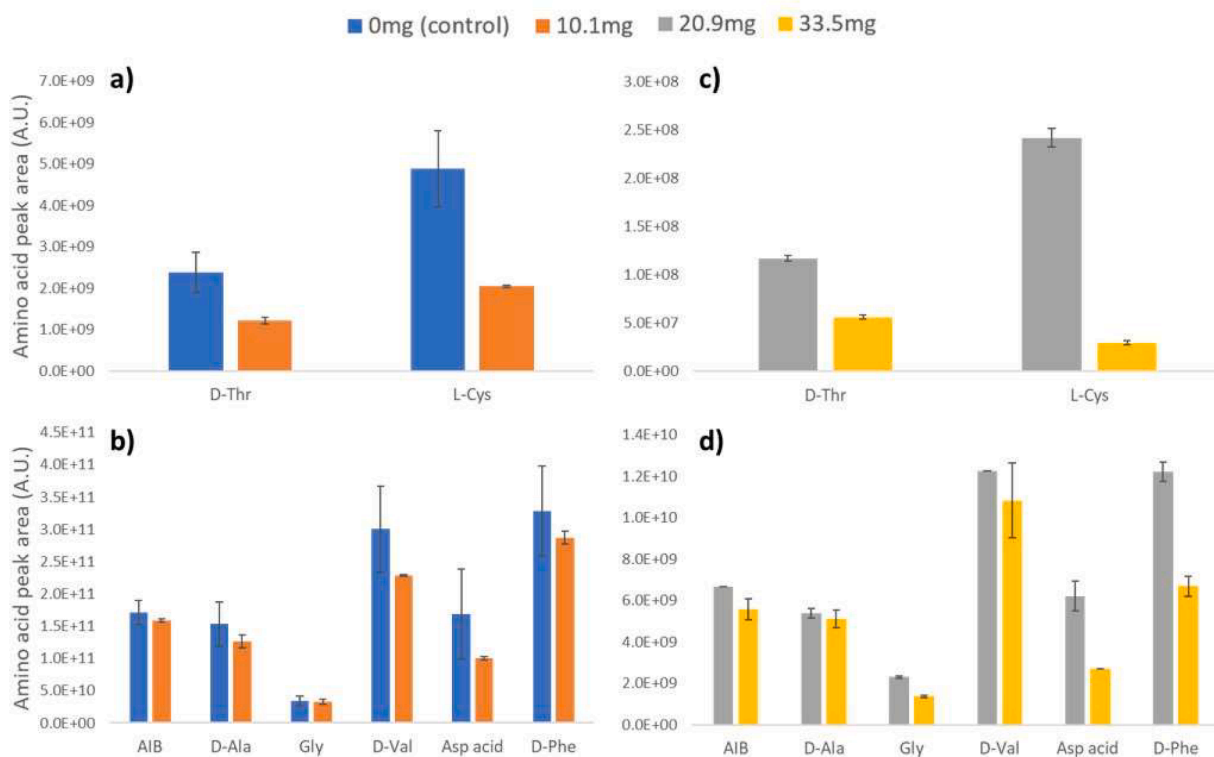 0mg (control) 10.1mg 20.9mg 33.5mg
a)
Amino acid peak area (A.U.)
7.0E+09
6.0E+09
5.0E+09
4.0E+09
3.0E+09
2.0E+09
1.0E+09
0.0E+00
D-Thr L-Cys
c)
3.0E+08
2.5E+08
2.0E+08
1.5E+08
1.0E+08
5.0E+07
0.0E+00
D-Thr L-Cys
b)
Amino acid peak area (A.U.)
4.5E+11
4.0E+11
3.5E+11
3.0E+11
2.5E+11
2.0E+11
1.5E+11
1.0E+11
5.0E+10
0.0E+00
AIB D-Ala Gly D-Val Asp acid D-Phe
d)
1.4E+10
1.2E+10
1.0E+10
8.0E+09
6.0E+09
4.0E+09
2.0E+09
0.0E+00
AIB D-Ala Gly D-Val Asp acid D-Phe